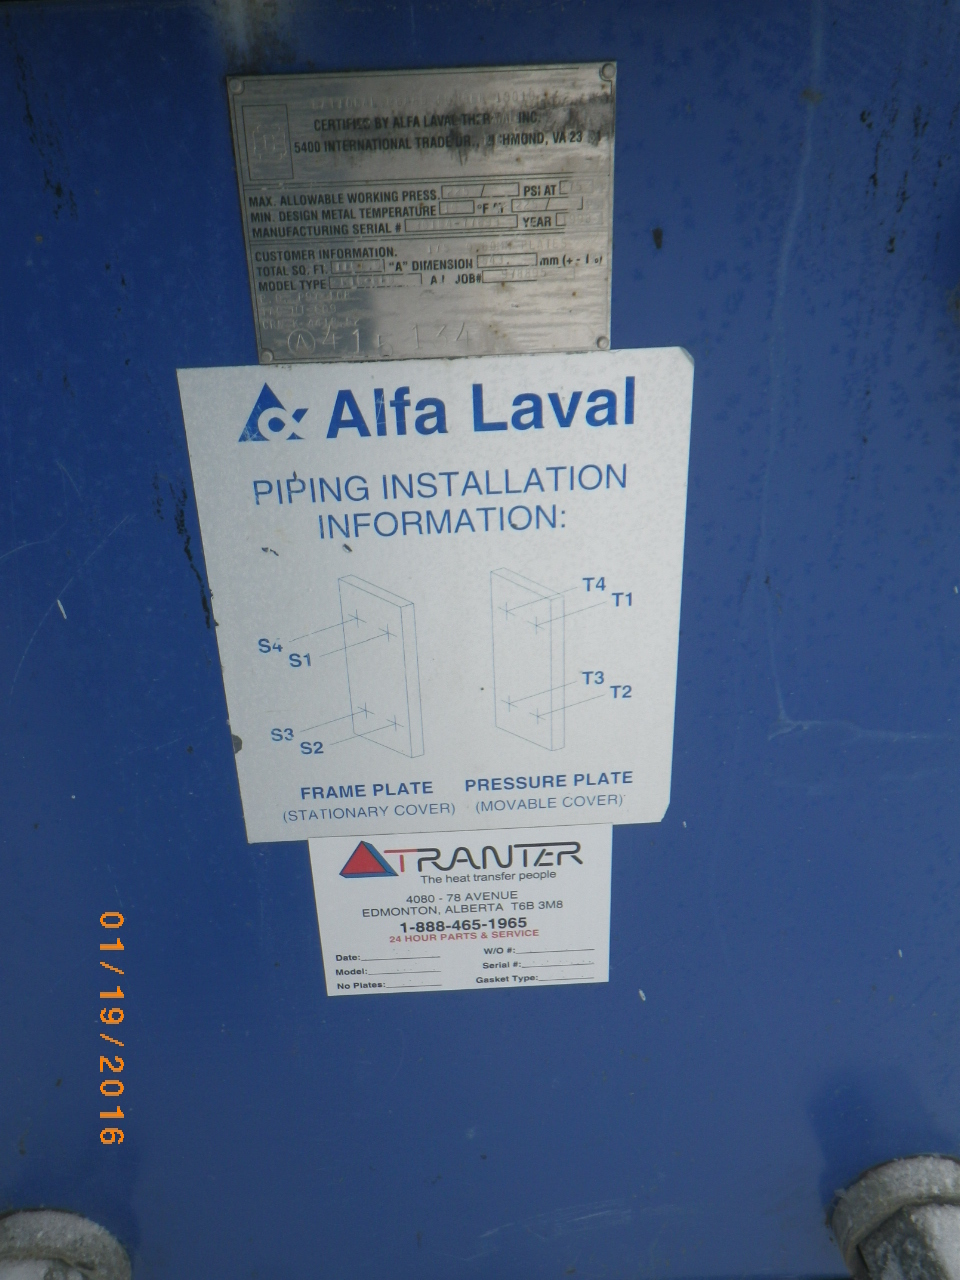 CERTIFIED BY ALFA LAVAL INC.
5400 INTERNATIONAL TRADE DR., VA
MAX. ALLOWABLE WORKING PRESS. / PSI AT
MIN. DESIGN METAL TEMPERATURE °F
MANUFACTURING SERIAL # YEAR
CUSTOMER INFORMATION.
TOTAL SQ. FT. "A" DIMENSION mm
MODEL TYPE JOB#
Alfa Laval
PIPING INSTALLATION
INFORMATION:
T4
T1
S4
S1
T3
T2
S3
S2
FRAME PLATE
(STATIONARY COVER)
PRESSURE PLATE
(MOVABLE COVER)
TRANTER
The heat transfer people
4080 - 78 AVENUE
EDMONTON, ALBERTA T6B 3M8
1-888-465-1965
24 HOUR PARTS & SERVICE
Date: W/O #:
Model: Serial #:
No Plates: Gasket Type:
01/19/2016